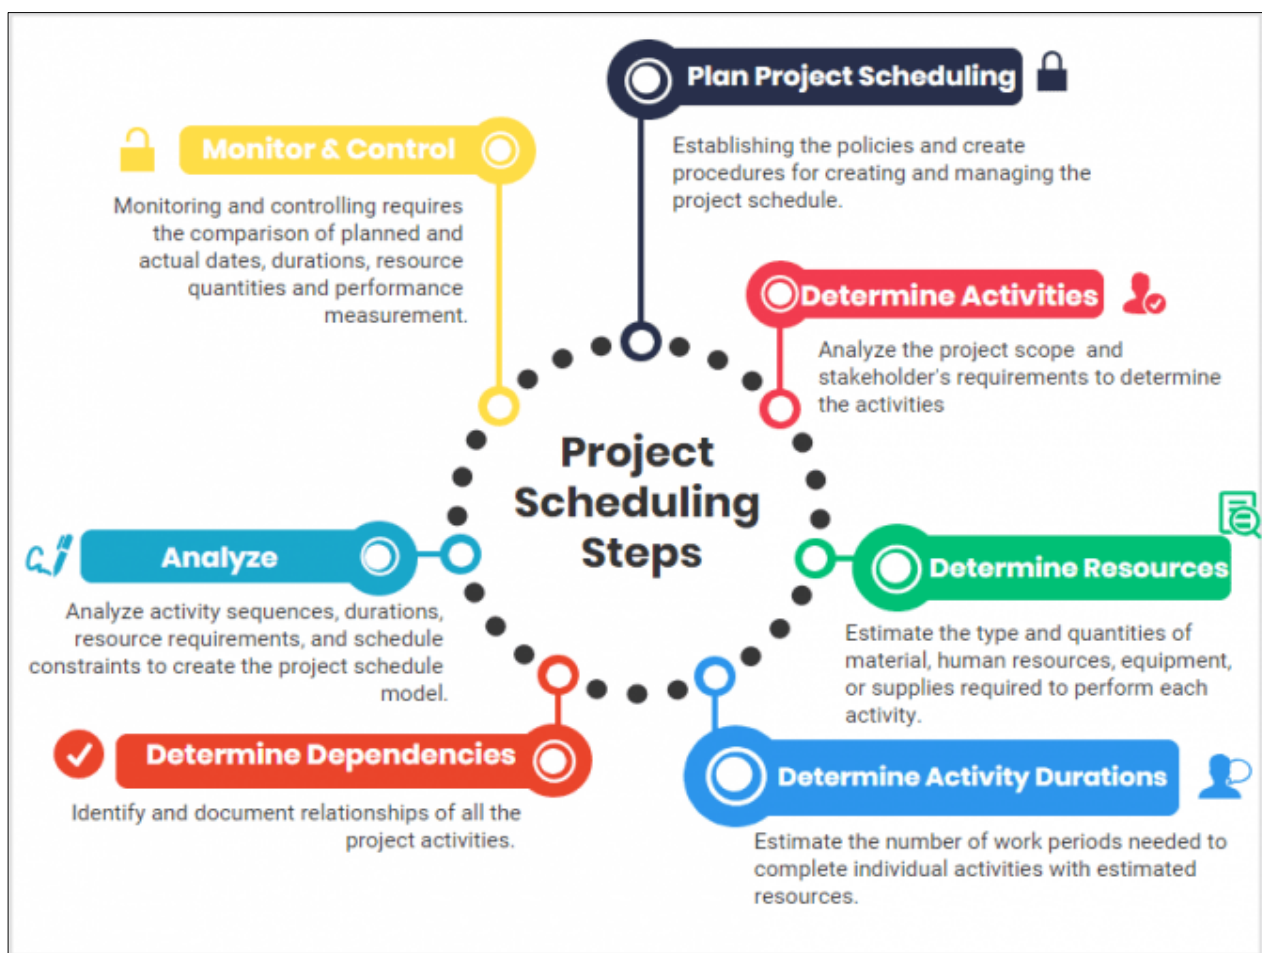 Plan Project Scheduling
Establishing the policies and create
procedures for creating and managing the
project schedule.
Determine Activities
Analyze the project scope and
stakeholder's requirements to determine
the activities
Determine Resources
Estimate the type and quantities of
material, human resources, equipment,
or supplies required to perform each
activity.
Determine Activity Durations
Estimate the number of work periods needed to
complete individual activities with estimated
resources.
Determine Dependencies
Identify and document relationships of all the
project activities.
Analyze
Analyze activity sequences, durations,
resource requirements, and schedule
constraints to create the project schedule
model.
Monitor & Control
Monitoring and controlling requires
the comparison of planned and
actual dates, durations, resource
quantities and performance
measurement.
Project
Scheduling
Steps